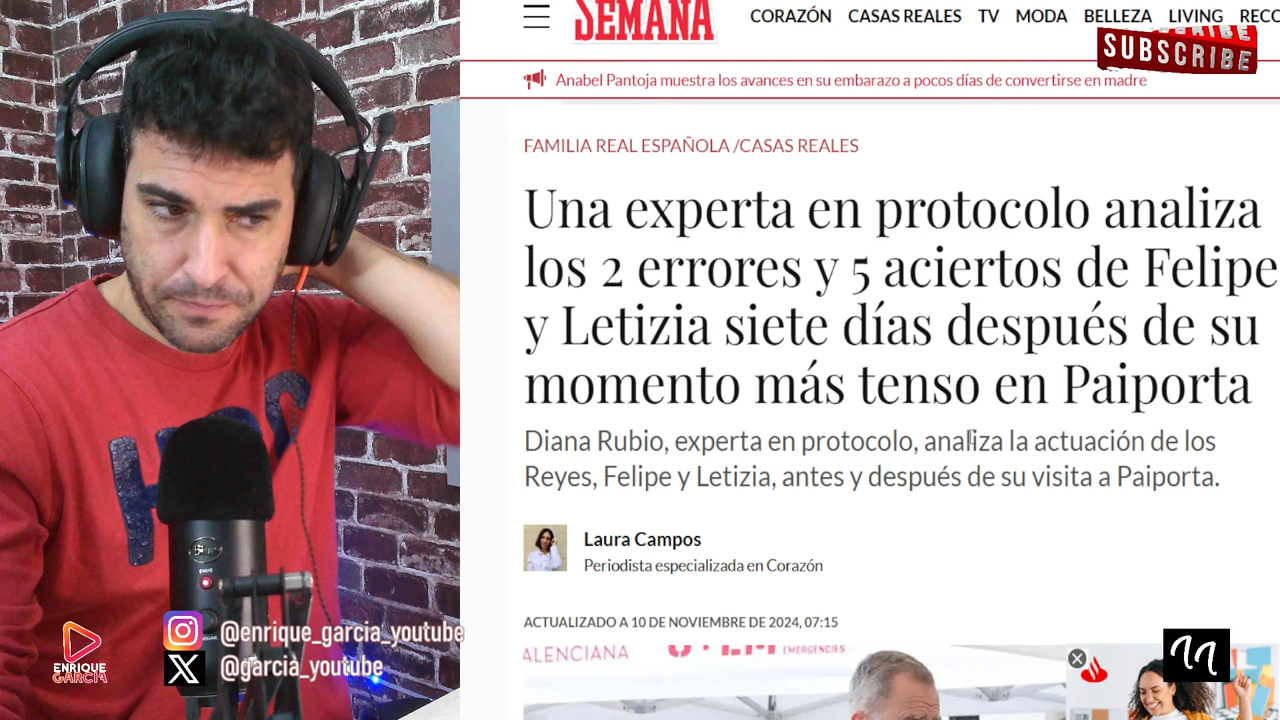 SEMANA
CORAZÓN CASAS REALES TV MODA BELLEZA LIVING
SUBSCRIBE
Anabel Pantoja muestra los avances en su embarazo a pocos días de convertirse en madre
FAMILIA REAL ESPAÑOLA /CASAS REALES
Una experta en protocolo analiza
los 2 errores y 5 aciertos de Felipe
y Letizia siete días después de su
momento más tenso en Paiporta
Diana Rubio, experta en protocolo, analiza la actuación de los
Reyes, Felipe y Letizia, antes y después de su visita a Paiporta.
Laura Campos
Periodista especializada en Corazón
ACTUALIZADO A 10 DE NOVIEMBRE DE 2024, 07:15
EMERGENCIES
@enrique_garcia_youtube
@garcia_youtube
ENRIQUE
GARCIA